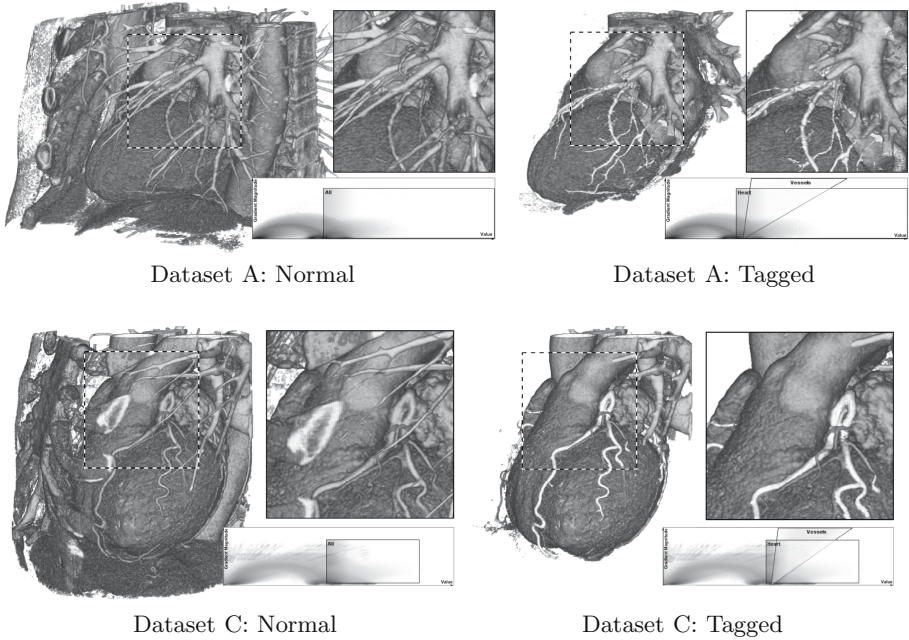 Gradient Magnitude
All
Value
Gradient Magnitude
Heart
Vessels
Value
Dataset A: Normal
Dataset A: Tagged
Gradient Magnitude
All
Value
Gradient Magnitude
Heart
Vessels
Value
Dataset C: Normal
Dataset C: Tagged